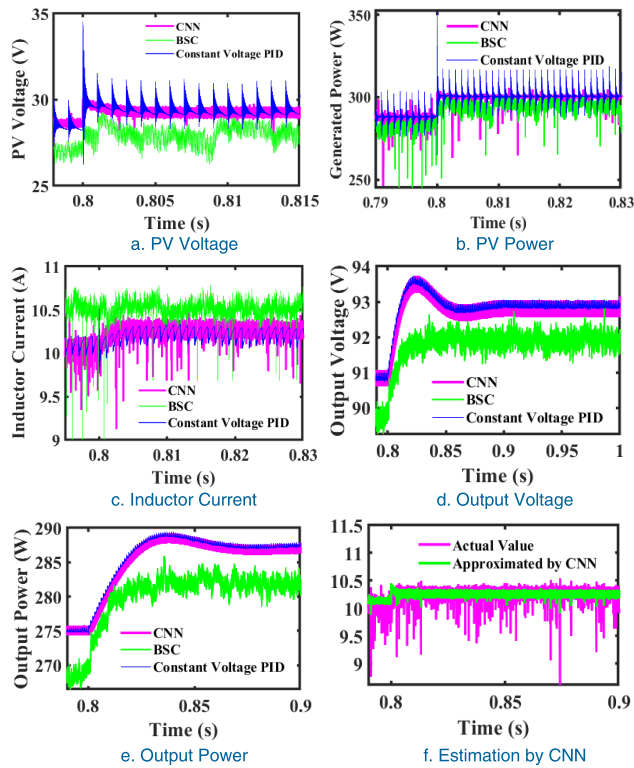 PV Voltage (V)
35
30
25
CNN
BSC
Constant Voltage PID
0.8
0.805
0.81
0.815
Time (s)
a. PV Voltage
Generated Power (W)
350
300
250
CNN
BSC
Constant Voltage PID
0.79
0.8
0.81
0.82
0.83
Time (s)
b. PV Power
Inductor Current (A)
11
10.5
10
9.5
9
CNN
BSC
Constant Voltage PID
0.8
0.81
0.82
0.83
Time (s)
c. Inductor Current
Output Voltage (V)
94
93
92
91
90
CNN
BSC
Constant Voltage PID
0.8
0.85
0.9
0.95
1
Time (s)
d. Output Voltage
Output Power (W)
290
285
280
275
270
CNN
BSC
Constant Voltage PID
0.8
0.85
0.9
Time (s)
e. Output Power
11.5
11
10.5
10
9.5
9
Actual Value
Approximated by CNN
0.8
0.85
0.9
Time (s)
f. Estimation by CNN